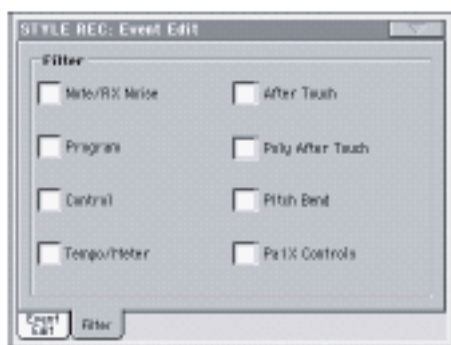 STYLE REC: Event Edit
Filter
Note/RX Noise
After Touch
Program
Poly After Touch
Control
Pitch Bend
Tempo/Meter
Pa1X Controls
Event Edit
Filter